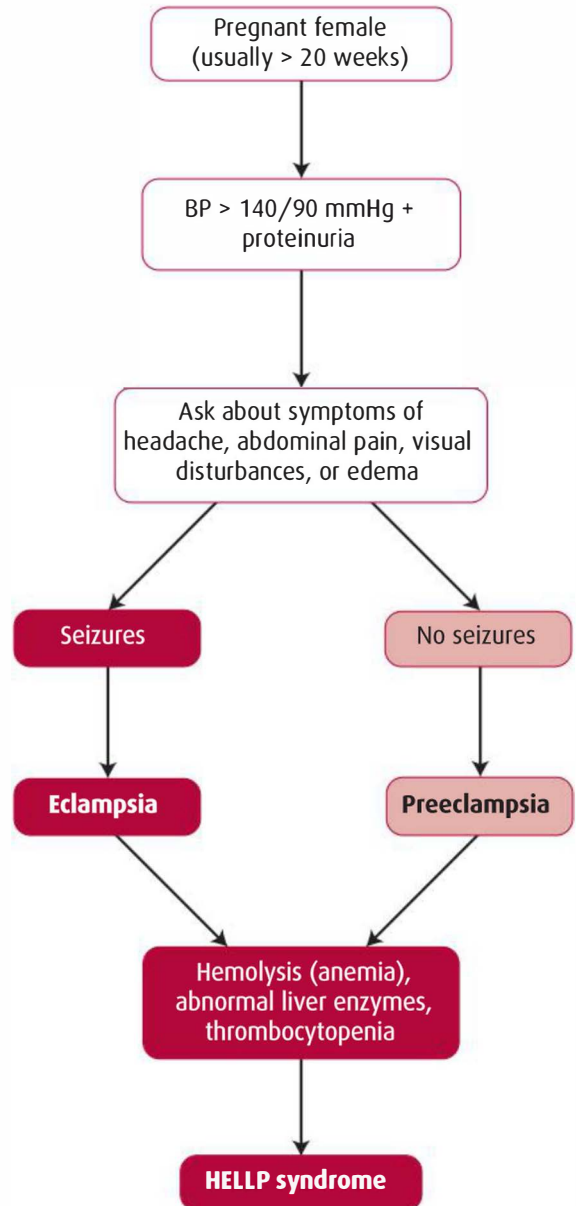 Pregnant female
(usually > 20 weeks)
BP > 140/90 mmHg +
proteinuria
Ask about symptoms of
headache, abdominal pain, visual
disturbances, or edema
Seizures
No seizures
Eclampsia
Preeclampsia
Hemolysis (anemia),
abnormal liver enzymes,
thrombocytopenia
HELLP syndrome